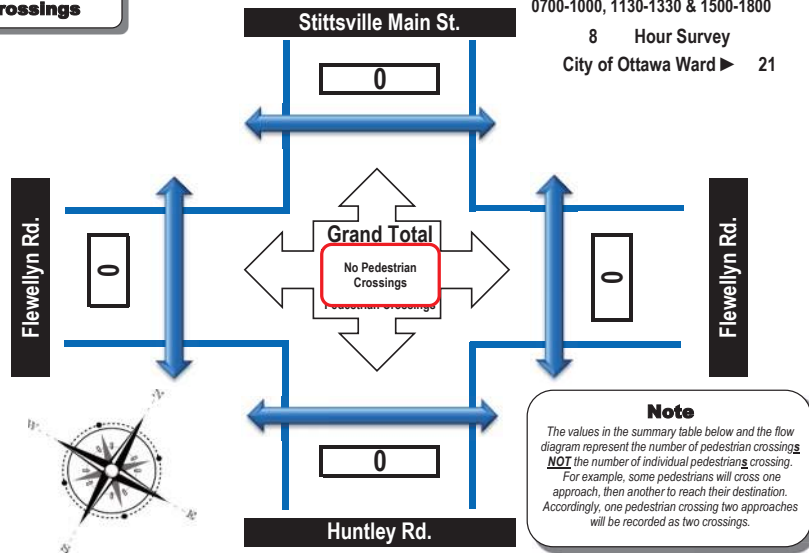 rossings
0700-1000, 1130-1330 & 1500-1800
8 Hour Survey
City of Ottawa Ward ► 21
Stittsville Main St.
0
Flewellyn Rd.
0
Grand Total
No Pedestrian
Crossings
Pedestrian Crossings
0
Flewellyn Rd.
0
Huntley Rd.
N
W
E
S
Note
The values in the summary table below and the flow
diagram represent the number of pedestrian crossings
NOT the number of individual pedestrians crossing.
For example, some pedestrians will cross one
approach, then another to reach their destination.
Accordingly, one pedestrian crossing two approaches
will be recorded as two crossings.